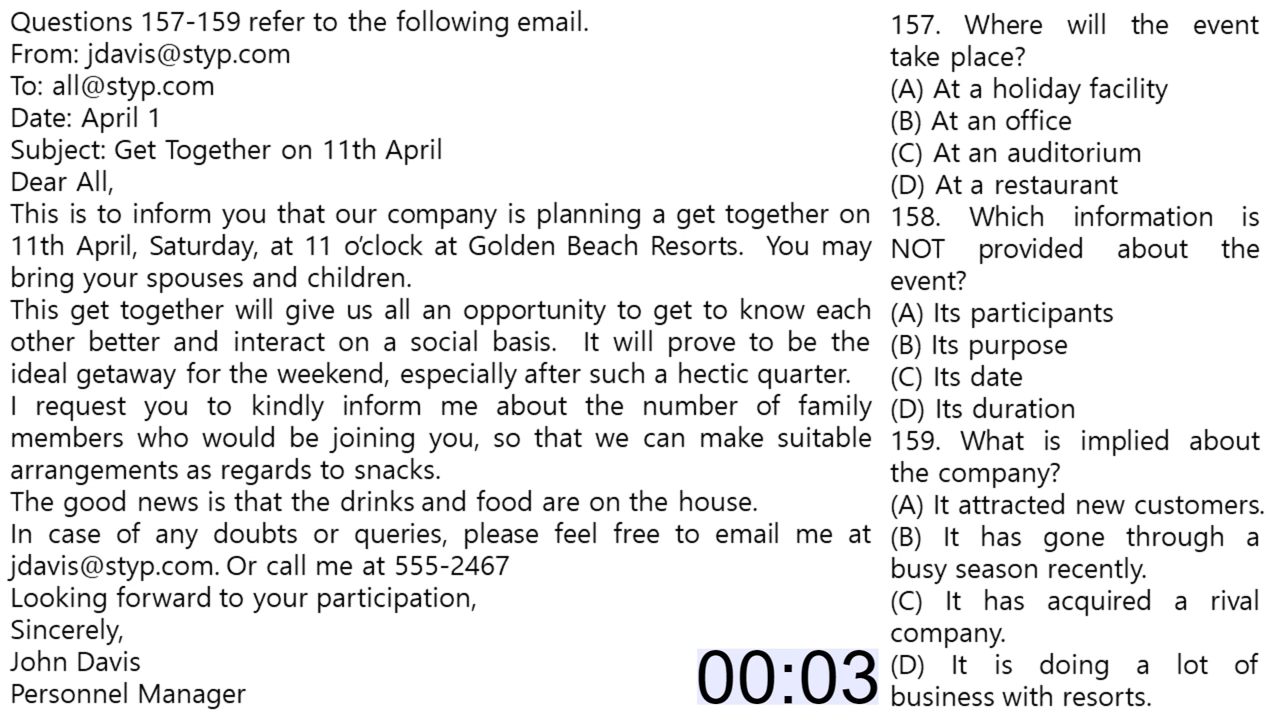 Questions 157-159 refer to the following email.
From: jdavis@styp.com
To: all@styp.com
Date: April 1
Subject: Get Together on 11th April
Dear All,
This is to inform you that our company is planning a get together on
11th April, Saturday, at 11 o’clock at Golden Beach Resorts.  You may
bring your spouses and children.
This get together will give us all an opportunity to get to know each
other better and interact on a social basis.  It will prove to be the
ideal getaway for the weekend, especially after such a hectic quarter.
I request you to kindly inform me about the number of family
members who would be joining you, so that we can make suitable
arrangements as regards to snacks.
The good news is that the drinks and food are on the house.
In case of any doubts or queries, please feel free to email me at
jdavis@styp.com. Or call me at 555-2467
Looking forward to your participation,
Sincerely,
John Davis
Personnel Manager
00:03
157. Where will the event
take place?
(A) At a holiday facility
(B) At an office
(C) At an auditorium
(D) At a restaurant
158. Which information is
NOT provided about the
event?
(A) Its participants
(B) Its purpose
(C) Its date
(D) Its duration
159. What is implied about
the company?
(A) It attracted new customers.
(B) It has gone through a
busy season recently.
(C) It has acquired a rival
company.
(D) It is doing a lot of
business with resorts.